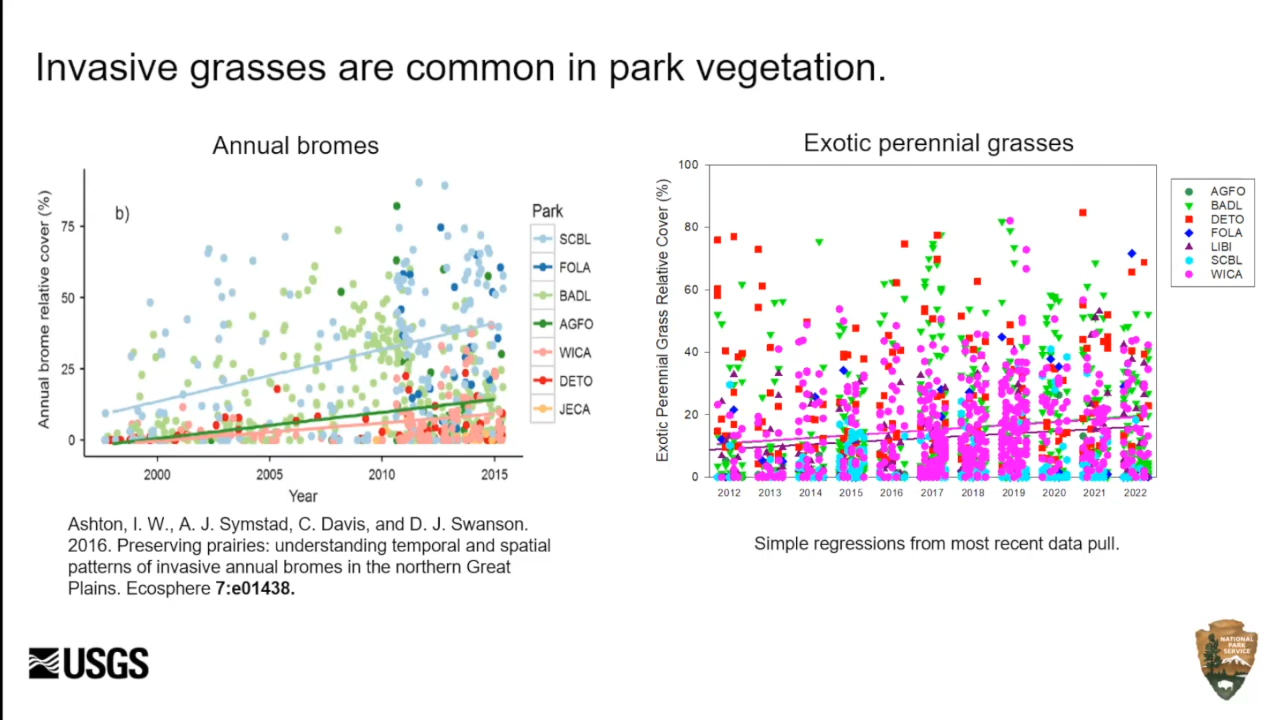 Invasive grasses are common in park vegetation.
Annual bromes
Annual brome relative cover (%)
b)
75
50
25
0
2000
2005
2010
2015
Year
Park
SCBL
FOLA
BADL
AGFO
WICA
DETO
JECA
Exotic perennial grasses
Exotic Perennial Grass Relative Cover (%)
100
80
60
40
20
0
2012
2013
2014
2015
2016
2017
2018
2019
2020
2021
2022
AGFO
BADL
DETO
FOLA
LIBI
SCBL
WICA
Ashton, I. W., A. J. Symstad, C. Davis, and D. J. Swanson.
2016. Preserving prairies: understanding temporal and spatial
patterns of invasive annual bromes in the northern Great
Plains. Ecosphere 7:e01438.
Simple regressions from most recent data pull.
USGS
NATIONAL
PARK
SERVICE